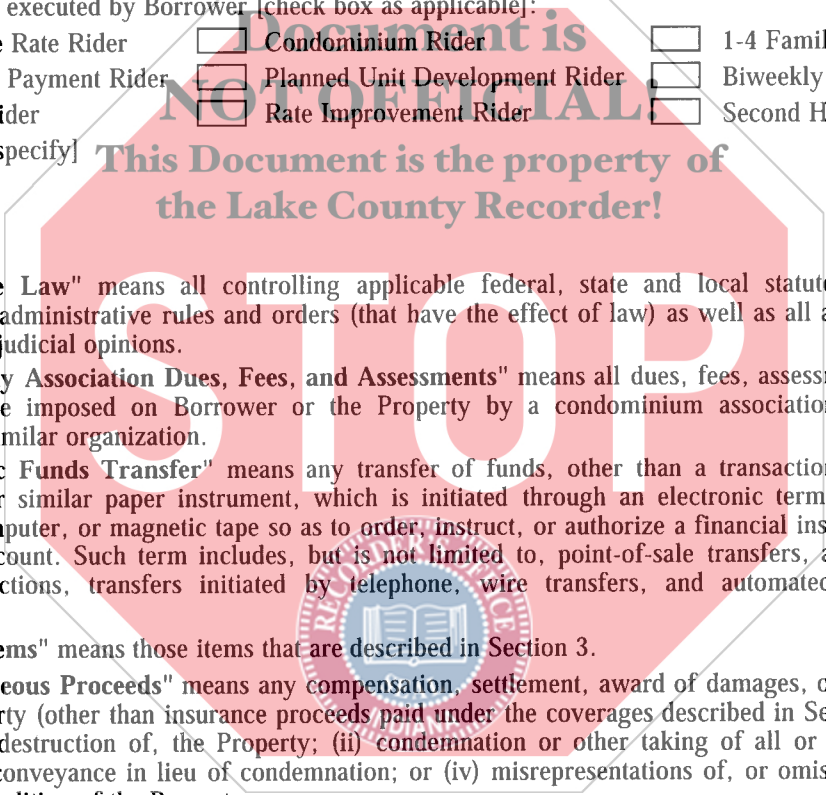 executed by Borrower [check box as applicable]:
Document is
e Rate Rider Condominium Rider 1-4 Famil
Payment Rider Planned Unit Development Rider Biweekly
NOT OFFICIAL!
ider Rate Improvement Rider Second H
specify]
This Document is the property of
the Lake County Recorder!
STOP
e Law" means all controlling applicable federal, state and local statut
administrative rules and orders (that have the effect of law) as well as all a
judicial opinions.
y Association Dues, Fees, and Assessments" means all dues, fees, assess
e imposed on Borrower or the Property by a condominium associatio
milar organization.
c Funds Transfer" means any transfer of funds, other than a transactio
r similar paper instrument, which is initiated through an electronic term
puter, or magnetic tape so as to order, instruct, or authorize a financial ins
count. Such term includes, but is not limited to, point-of-sale transfers, a
ctions, transfers initiated by telephone, wire transfers, and automated
RECORDER'S OFFICE
SEAL
INDIANA
ems" means those items that are described in Section 3.
eous Proceeds" means any compensation, settlement, award of damages, o
rty (other than insurance proceeds paid under the coverages described in Se
destruction of, the Property; (ii) condemnation or other taking of all or
conveyance in lieu of condemnation; or (iv) misrepresentations of, or omis